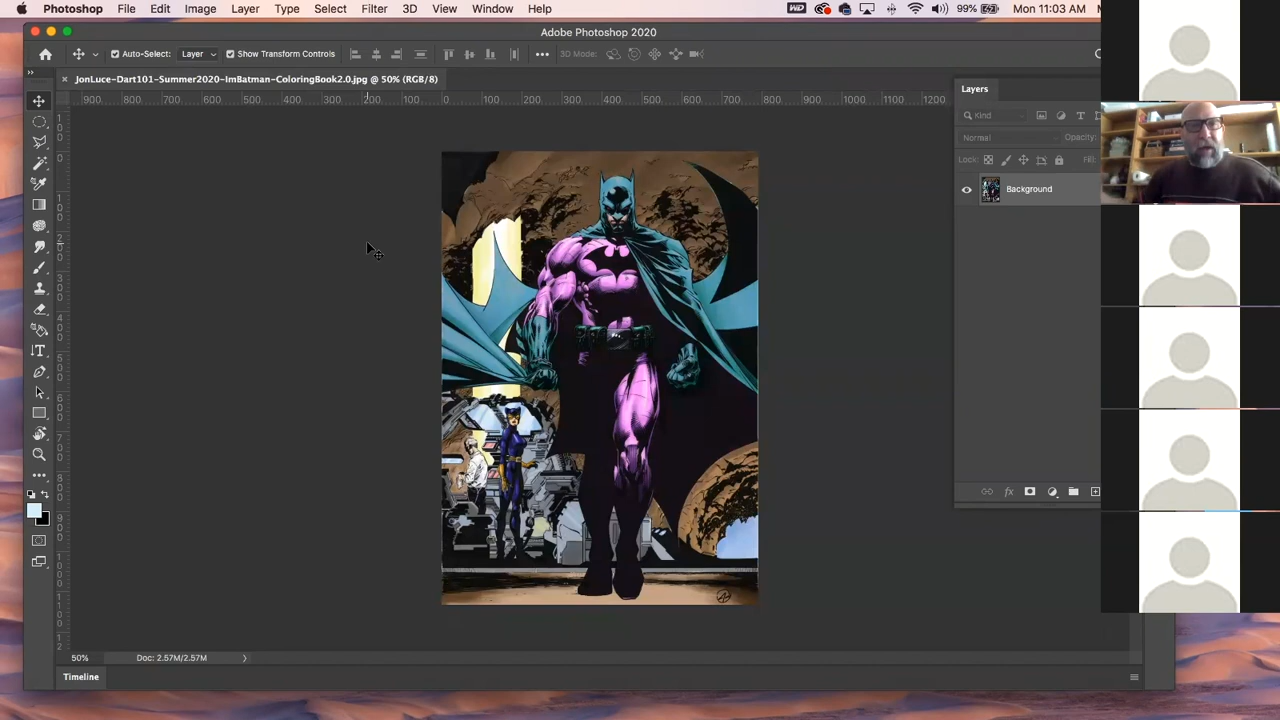 Photoshop File Edit Image Layer Type Select Filter 3D View Window Help 99% Mon 11:03 AM
Adobe Photoshop 2020
Auto-Select: Layer Show Transform Controls 3D Mode:
JonLuce-Dart101-Summer2020-ImBatman-ColoringBook2.0.jpg @ 50% (RGB/8)
900 800 700 600 500 400 300 200 100 0 100 200 300 400 500 600 700 800 900 1000 1100 1200
Layers
Kind
Normal Opacity:
Lock: Fill:
Background
fx
50% Doc: 2.57M/2.57M
Timeline